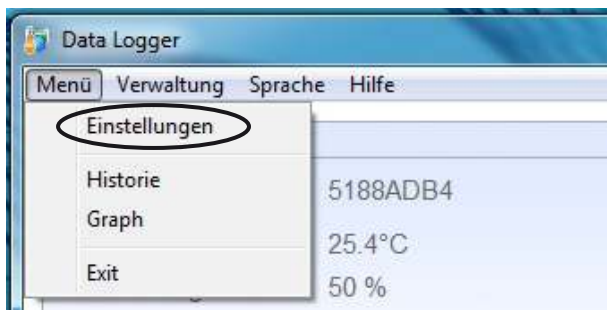 Data Logger
Menü Verwaltung Sprache Hilfe
Einstellungen
Historie
5188ADB4
Graph
25.4°C
Exit
50 %